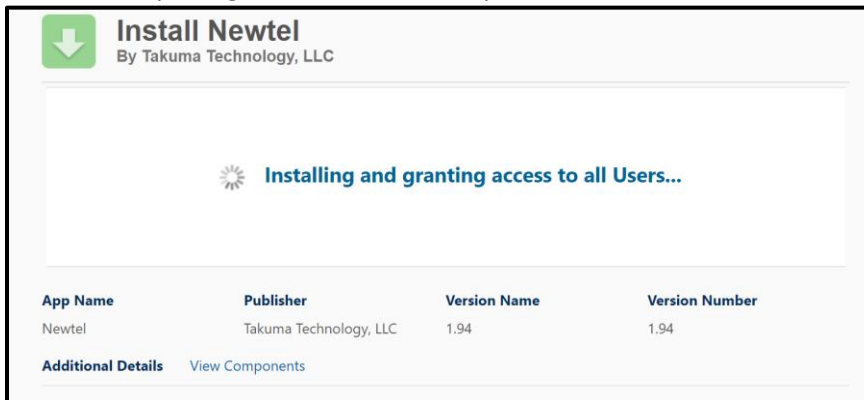 Install Newtel
By Takuma Technology, LLC
Installing and granting access to all Users...
App Name Publisher Version Name Version Number
Newtel Takuma Technology, LLC 1.94 1.94
Additional Details View Components